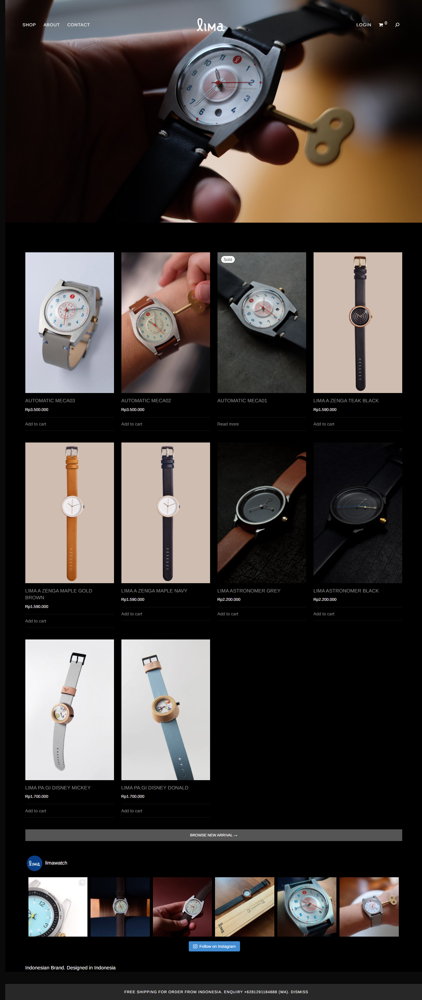 SHOP ABOUT CONTACT
lima
LOGIN 0
Sold
AUTOMATIC MECA03
Rp3.500.000
Add to cart
AUTOMATIC MECA02
Rp3.500.000
Add to cart
AUTOMATIC MECA01
Read more
LIMA A ZENGA TEAK BLACK
Rp1.590.000
Add to cart
LIMA A ZENGA MAPLE GOLD
BROWN
Rp1.590.000
Add to cart
LIMA A ZENGA MAPLE NAVY
Rp1.590.000
Add to cart
LIMA ASTRONOMER GREY
Rp2.200.000
Add to cart
LIMA ASTRONOMER BLACK
Rp2.200.000
Add to cart
LIMA PA:GI DISNEY MICKEY
Rp1.700.000
Add to cart
LIMA PA:GI DISNEY DONALD
Rp1.700.000
Add to cart
BROWSE NEW ARRIVAL →
lima
limawatch
lima
Follow on Instagram
Indonesian Brand. Designed in Indonesia
FREE SHIPPING FOR ORDER FROM INDONESIA. ENQUIRY +6281291184688 (WA). DISMISS